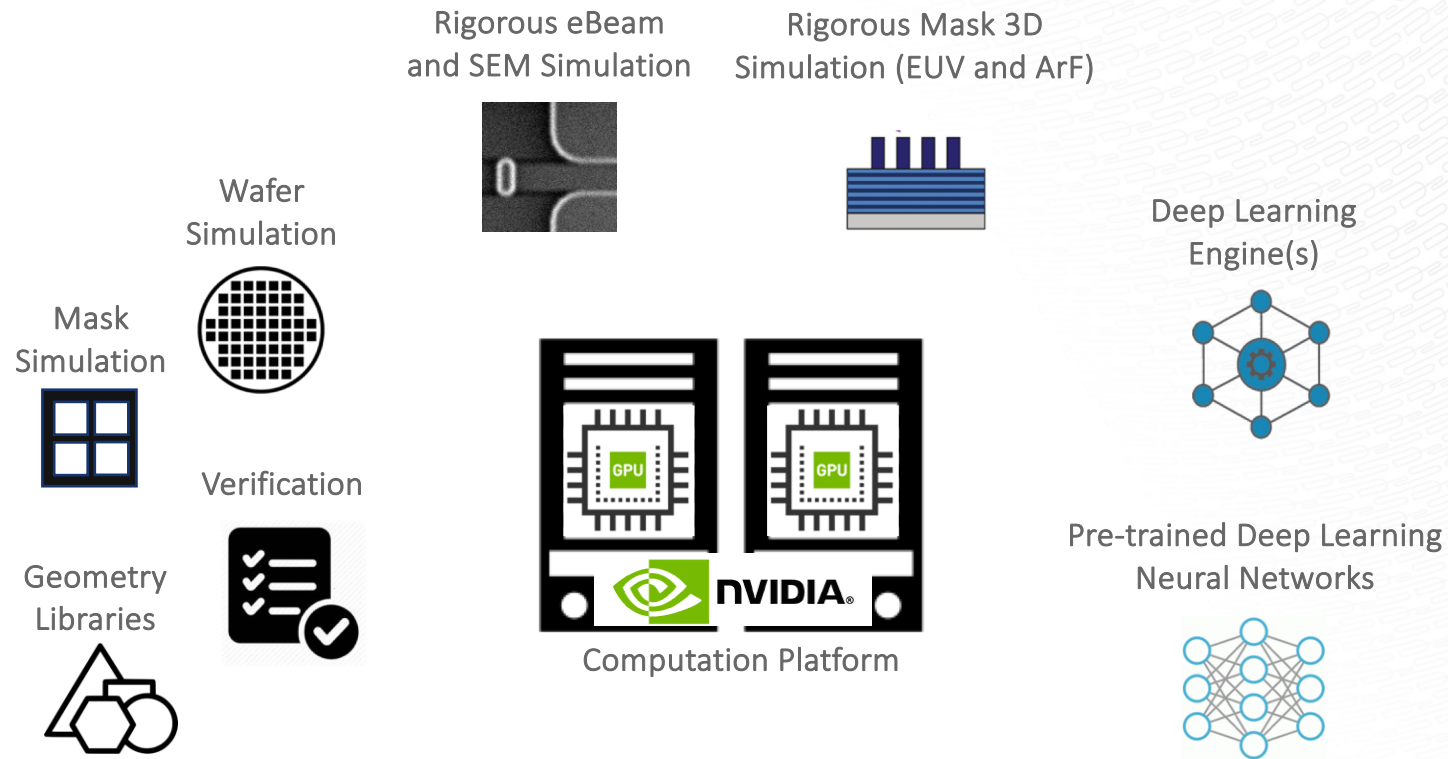 Rigorous eBeam
and SEM Simulation
Rigorous Mask 3D
Simulation (EUV and ArF)
Wafer
Simulation
Deep Learning
Engine(s)
Mask
Simulation
GPU
GPU
Verification
Pre-trained Deep Learning
Neural Networks
Geometry
Libraries
NVIDIA®
Computation Platform